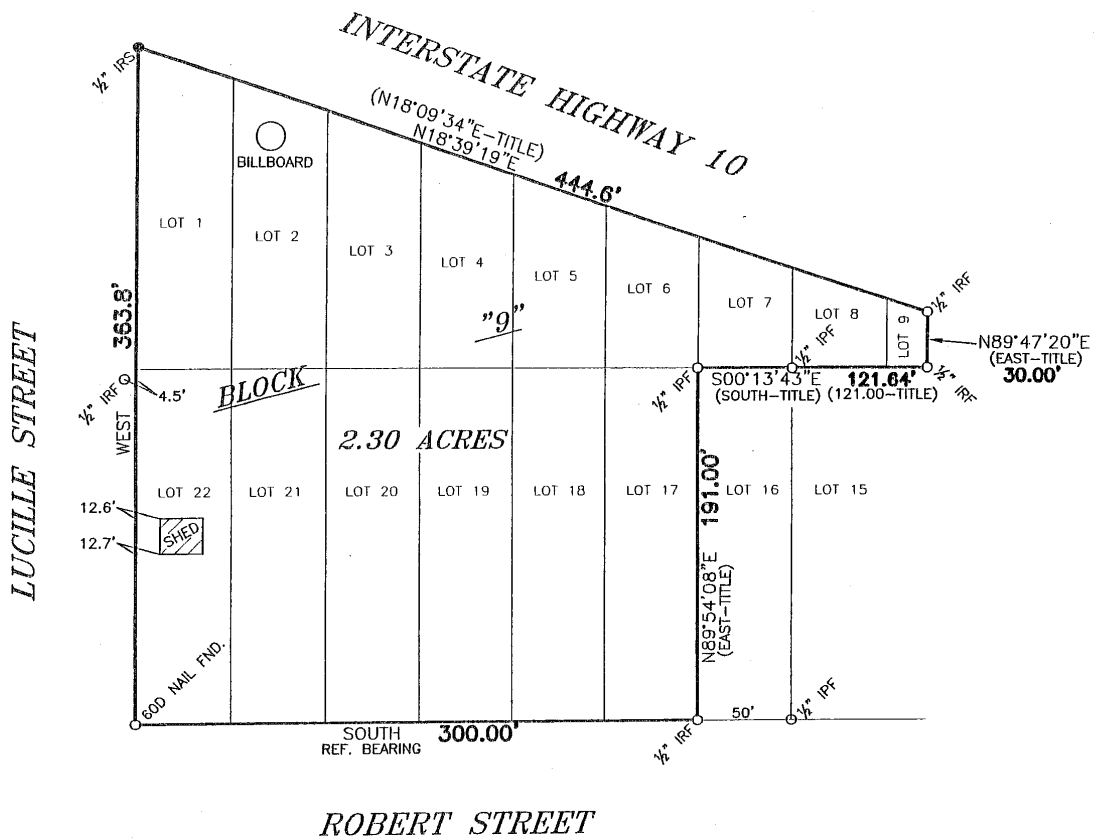 INTERSTATE HIGHWAY 10
(N18°09'34"E-TITLE)
N18°39'19"E
444.6'
½" IRS
BILLBOARD
LOT 1
LOT 2
LOT 3
LOT 4
LOT 5
LOT 6
LOT 7
LOT 8
LOT 9
½" IRF
N89°47'20"E
(EAST-TITLE)
30.00'
½" IRF
"9"
BLOCK
363.8'
LUCILLE STREET
½" IRF
4.5'
WEST
½" IPF
½" IPF
S00°13'43"E 121.64'
(SOUTH-TITLE) (121.00-TITLE)
2.30 ACRES
191.00'
N89°54'08"E
(EAST-TITLE)
LOT 22
LOT 21
LOT 20
LOT 19
LOT 18
LOT 17
LOT 16
LOT 15
12.6'
12.7'
SHED
60D NAIL FND.
SOUTH 300.00'
REF. BEARING
½" IRF
50'
½" IPF
ROBERT STREET